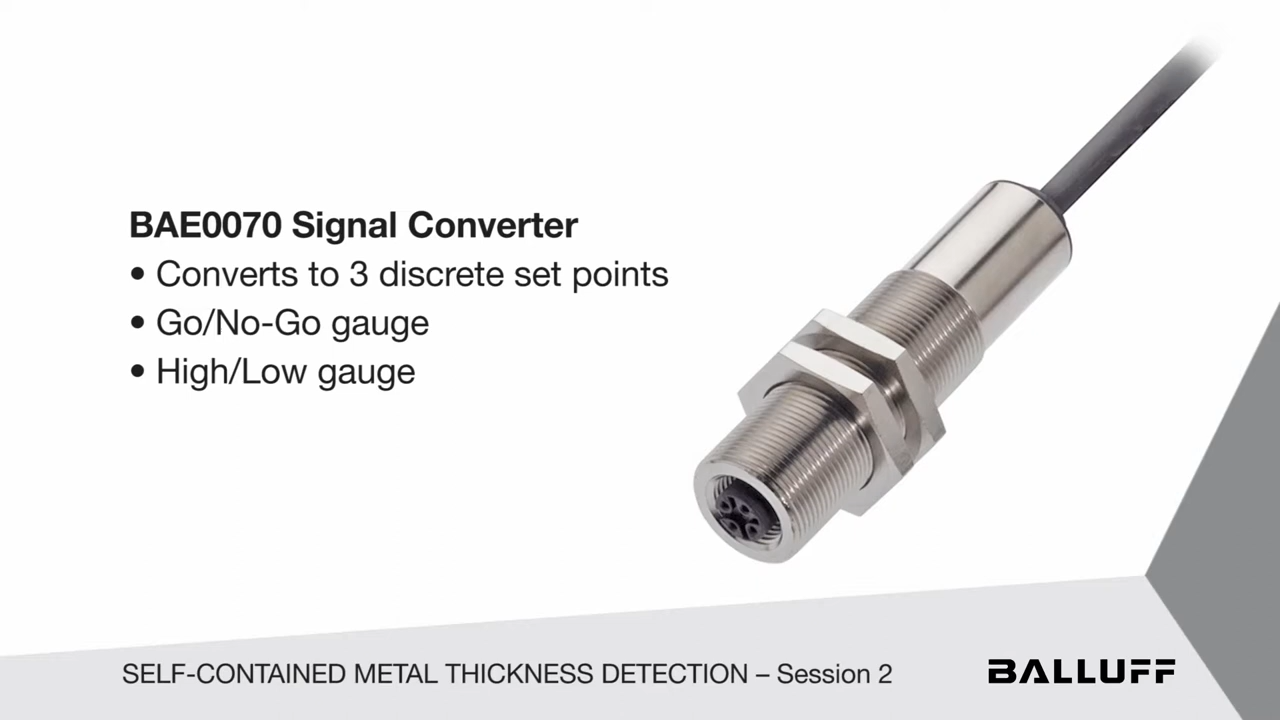 BAE0070 Signal Converter
• Converts to 3 discrete set points
• Go/No-Go gauge
• High/Low gauge
SELF-CONTAINED METAL THICKNESS DETECTION – Session 2
BALLUFF